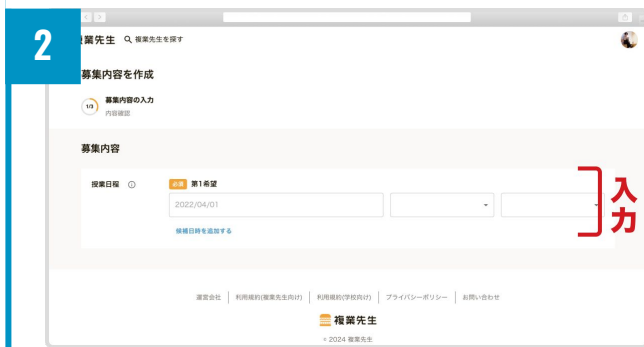 2
業先生 複業先生を探す
募集内容を作成
1/3
募集内容の入力
内容確認
募集内容
授業日程
必須 第1希望
2022/04/01
候補日時を追加する
入力
運営会社 利用規約(複業先生向け) 利用規約(学校向け) プライバシーポリシー お問い合わせ
複業先生
© 2024 複業先生